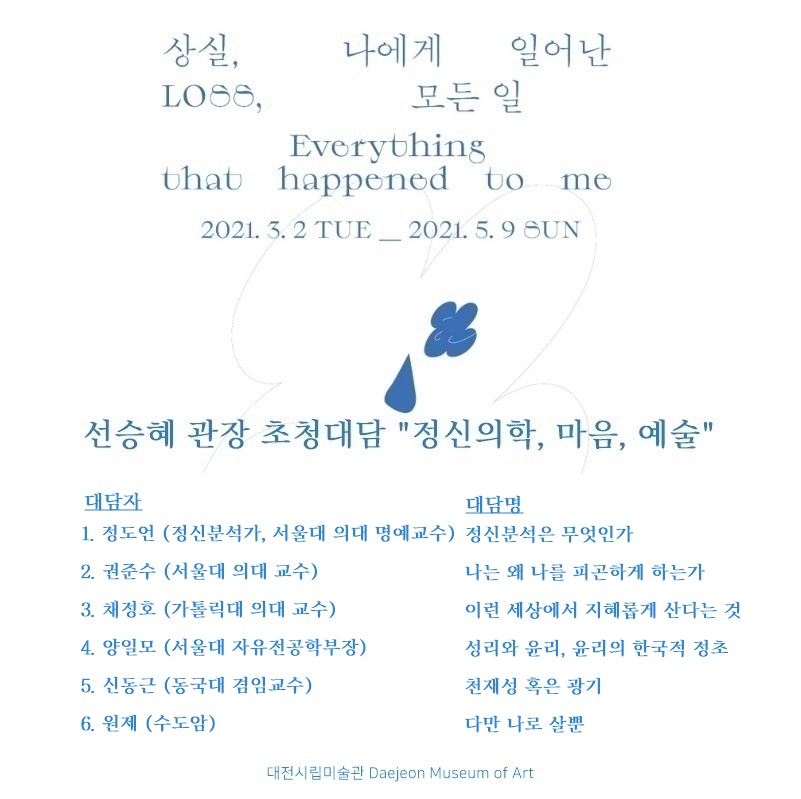 상실, 나에게 일어난
LOSS, 모든 일
Everything
that happened to me
2021. 3. 2 TUE _ 2021. 5. 9 SUN
선승혜 관장 초청대담 "정신의학, 마음, 예술"
대담자 대담명
1. 정도언 (정신분석가, 서울대 의대 명예교수) 정신분석은 무엇인가
2. 권준수 (서울대 의대 교수) 나는 왜 나를 피곤하게 하는가
3. 채정호 (가톨릭대 의대 교수) 이런 세상에서 지혜롭게 산다는 것
4. 양일모 (서울대 자유전공학부장) 성리와 윤리, 윤리의 한국적 정초
5. 신동근 (동국대 겸임교수) 천재성 혹은 광기
6. 원제 (수도암) 다만 나로 살뿐
대전시립미술관 Daejeon Museum of Art